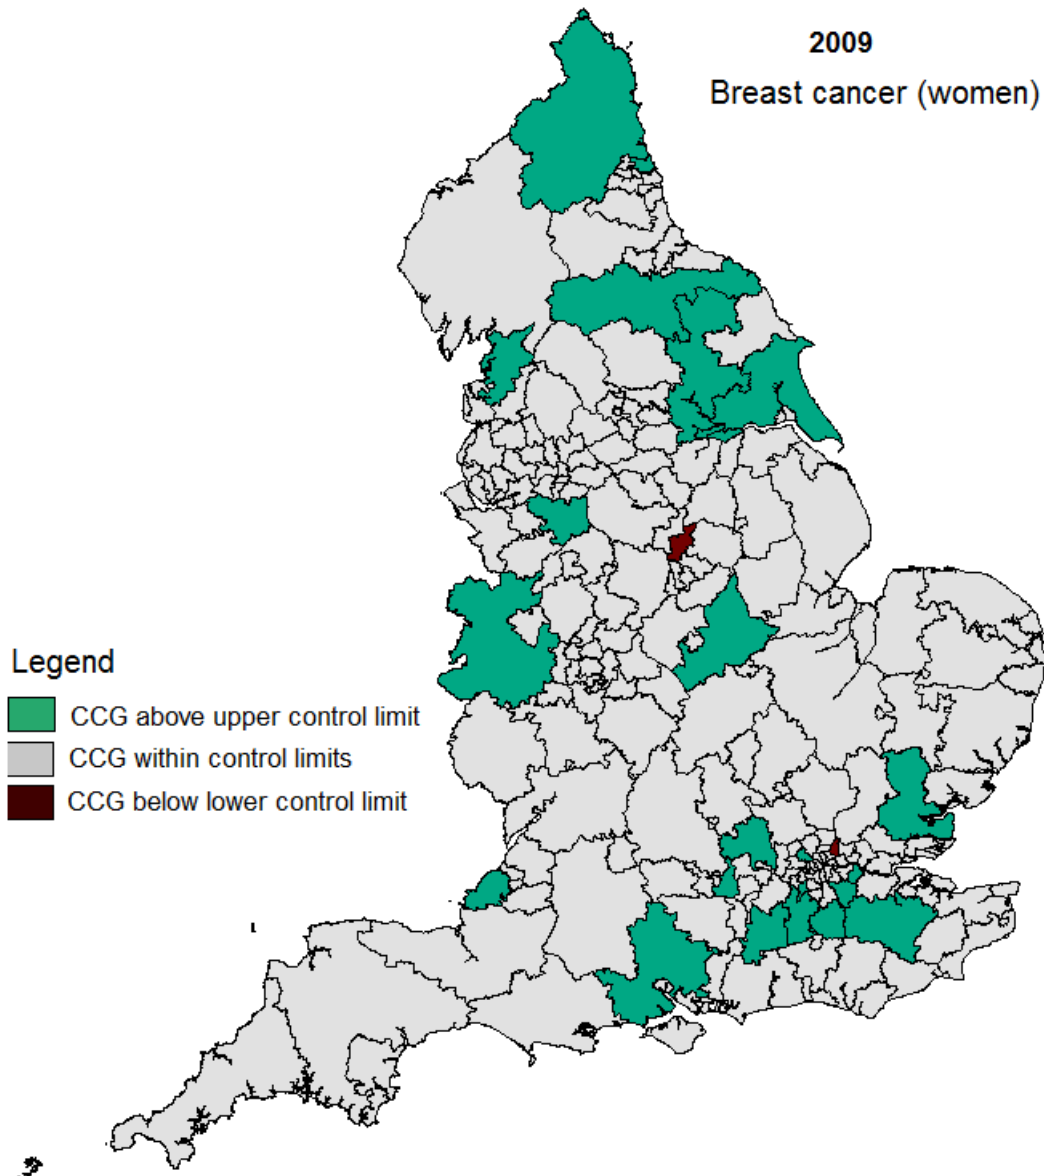 2009
Breast cancer (women)
Legend
CCG above upper control limit
CCG within control limits
CCG below lower control limit